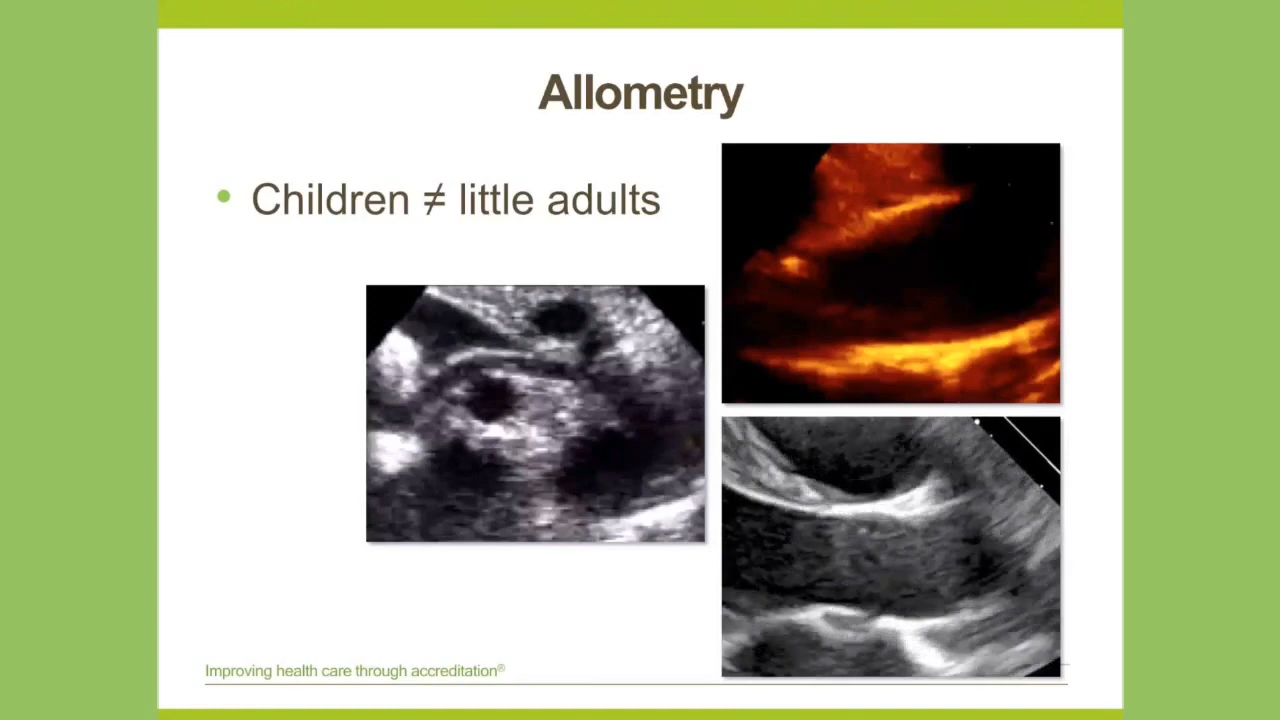 Allometry
• Children ≠ little adults
Improving health care through accreditation®